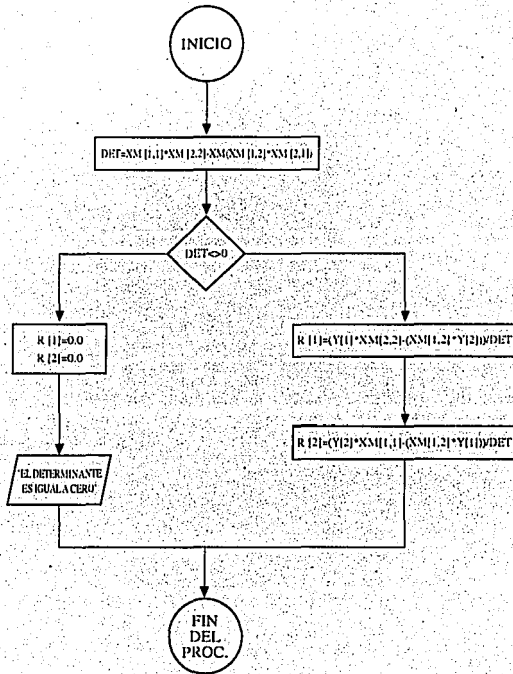 INICIO
DET=XM [1,1]*XM [2,2]-XM(XM [1,2]*XM [2,1])
DET<>0
R [1]=0.0
R [2]=0.0
R [1]=(Y[1]*XM[2,2]-(XM[1,2]*Y[2]))/DET
R [2]=(Y[2]*XM[1,1]-(XM[1,2]*Y[1]))/DET
'EL DETERMINANTE
ES IGUAL A CERO'
FIN
DEL
PROC.